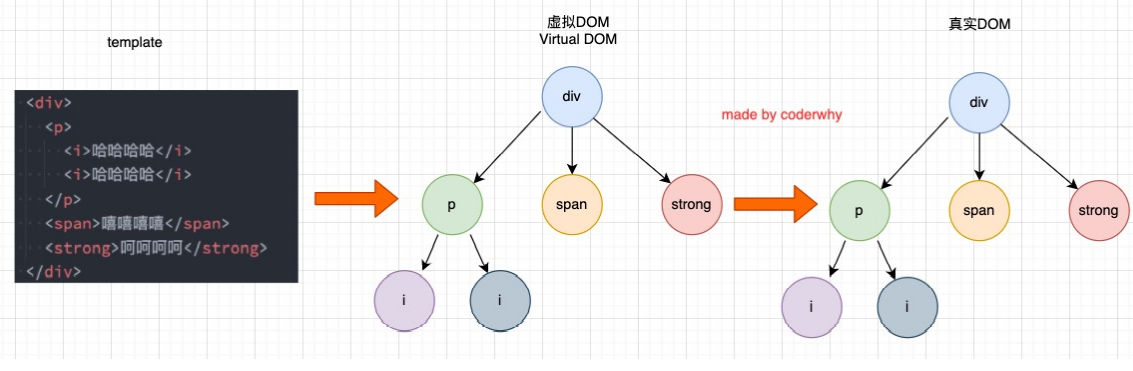 template
<div>
<p>
<i>哈哈哈哈</i>
<i>哈哈哈哈</i>
</p>
<span>嘻嘻嘻嘻</span>
<strong>呵呵呵呵</strong>
</div>
虚拟DOM
Virtual DOM
div
p
span
strong
i
i
made by coderwhy
真实DOM
div
p
span
strong
i
i